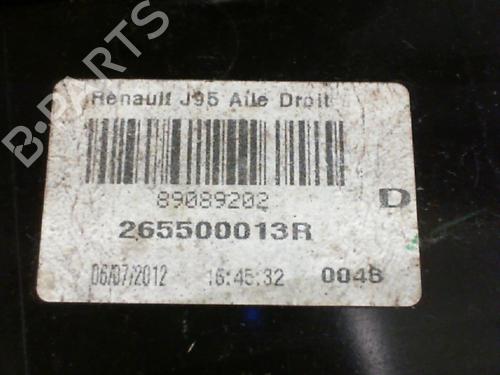 B-PARTS
Renault J95 Aile Droit
89089202
D
265500013R
06/07/2012 16:45:32 0046